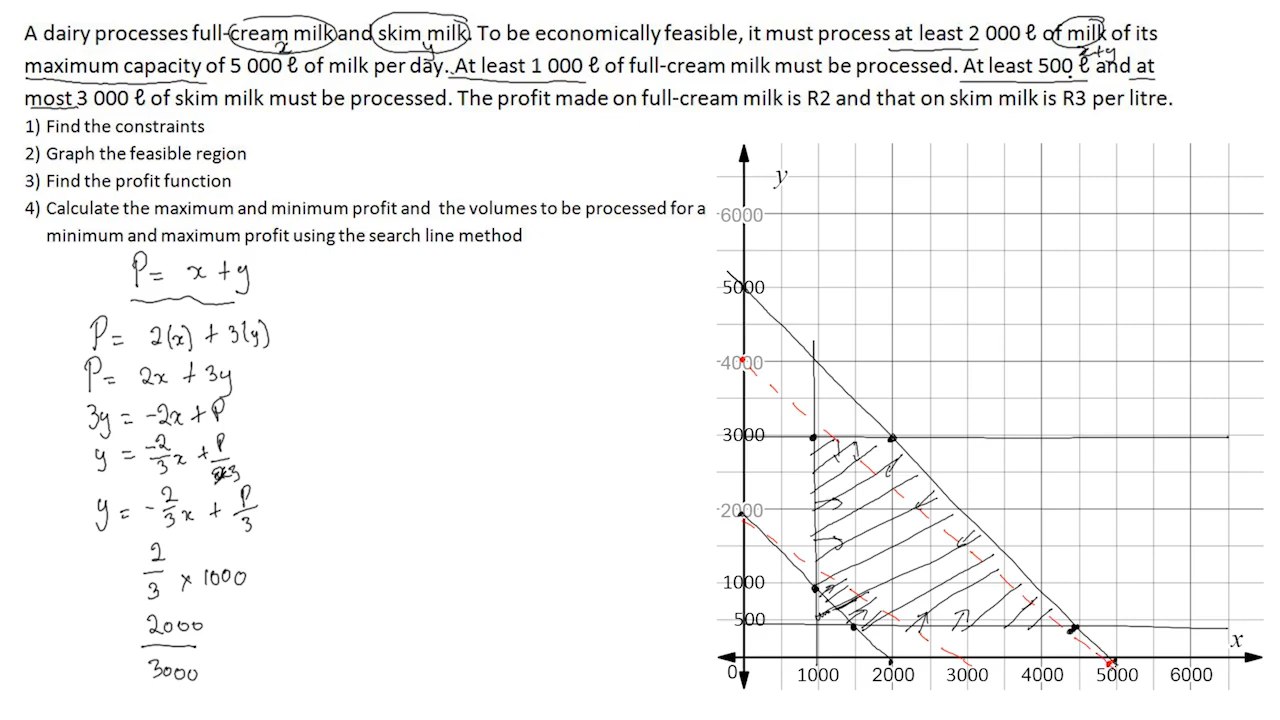 A dairy processes full-cream milk and skim milk. To be economically feasible, it must process at least 2 000 ℓ of milk of its
x
y
x+y
maximum capacity of 5 000 ℓ of milk per day. At least 1 000 ℓ of full-cream milk must be processed. At least 500 ℓ and at
most 3 000 ℓ of skim milk must be processed. The profit made on full-cream milk is R2 and that on skim milk is R3 per litre.
1) Find the constraints
2) Graph the feasible region
3) Find the profit function
4) Calculate the maximum and minimum profit and the volumes to be processed for a
minimum and maximum profit using the search line method
P= x +y
P= 2(x) + 3(y)
P= 2x + 3y
3y = -2x + P
y = -2/3 x + P/3
y = -2/3 x + P/3
2/3 x 1000
2000
3000
y
6000
5000
4000
3000
2000
1000
500
x
0 1000 2000 3000 4000 5000 6000